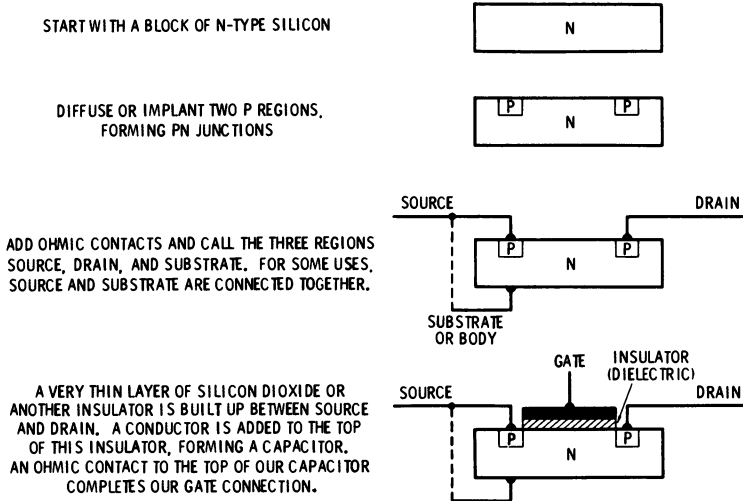 START WITH A BLOCK OF N-TYPE SILICON
N
DIFFUSE OR IMPLANT TWO P REGIONS,
FORMING PN JUNCTIONS
P P
N
SOURCE DRAIN
ADD OHMIC CONTACTS AND CALL THE THREE REGIONS
SOURCE, DRAIN, AND SUBSTRATE. FOR SOME USES,
SOURCE AND SUBSTRATE ARE CONNECTED TOGETHER.
P P
N
SUBSTRATE
OR BODY
GATE
INSULATOR
(DIELECTRIC)
SOURCE DRAIN
A VERY THIN LAYER OF SILICON DIOXIDE OR
ANOTHER INSULATOR IS BUILT UP BETWEEN SOURCE
AND DRAIN. A CONDUCTOR IS ADDED TO THE TOP
OF THIS INSULATOR, FORMING A CAPACITOR.
AN OHMIC CONTACT TO THE TOP OF OUR CAPACITOR
COMPLETES OUR GATE CONNECTION.
P P
N